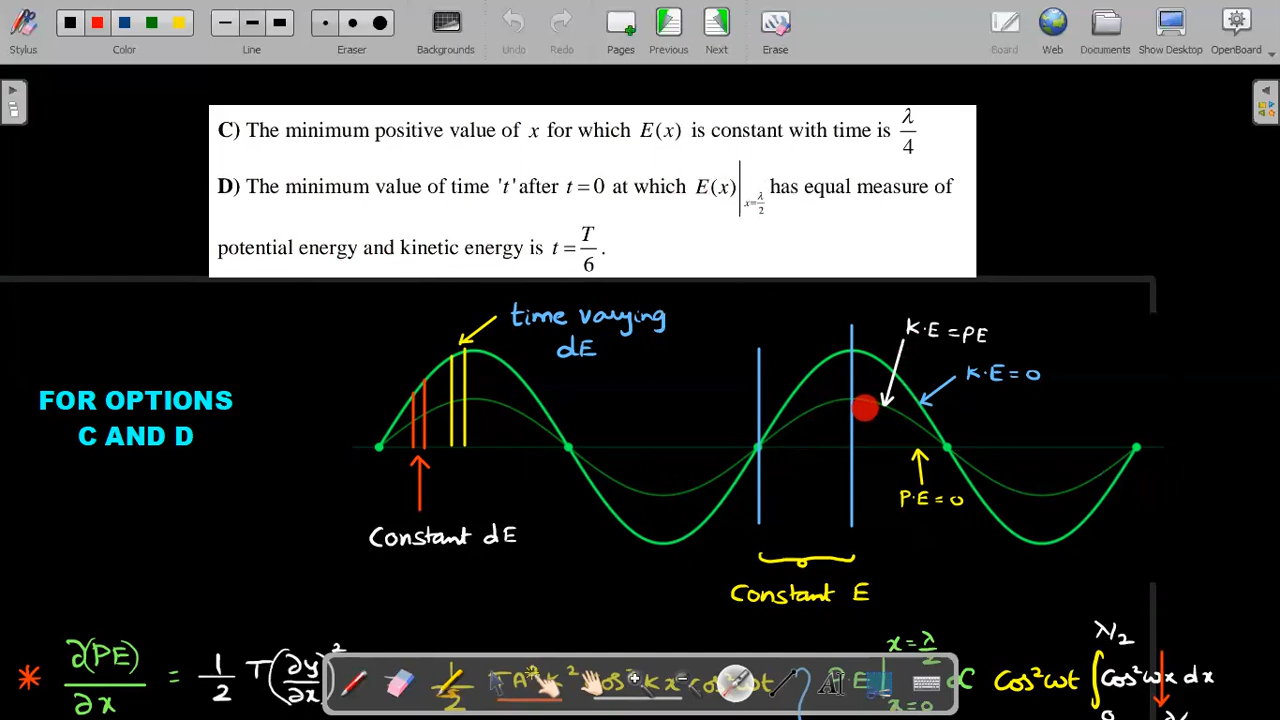 Stylus
Color
Line
Eraser
Backgrounds
Undo
Redo
Pages
Previous
Next
Erase
Board
Web
Documents
Show Desktop
OpenBoard
C) The minimum positive value of x for which E(x) is constant with time is λ/4
D) The minimum value of time 't' after t = 0 at which E(x)|x=λ/2 has equal measure of
potential energy and kinetic energy is t = T/6.
time varying
dE
K·E = PE
K·E = 0
FOR OPTIONS
C AND D
P·E = 0
Constant dE
Constant E
* ∂(PE)/∂x = 1/2 T(∂y/∂x)²
x = λ/2
x = 0
cos²ωt ∫ cos²ωx dx
λ/2
0